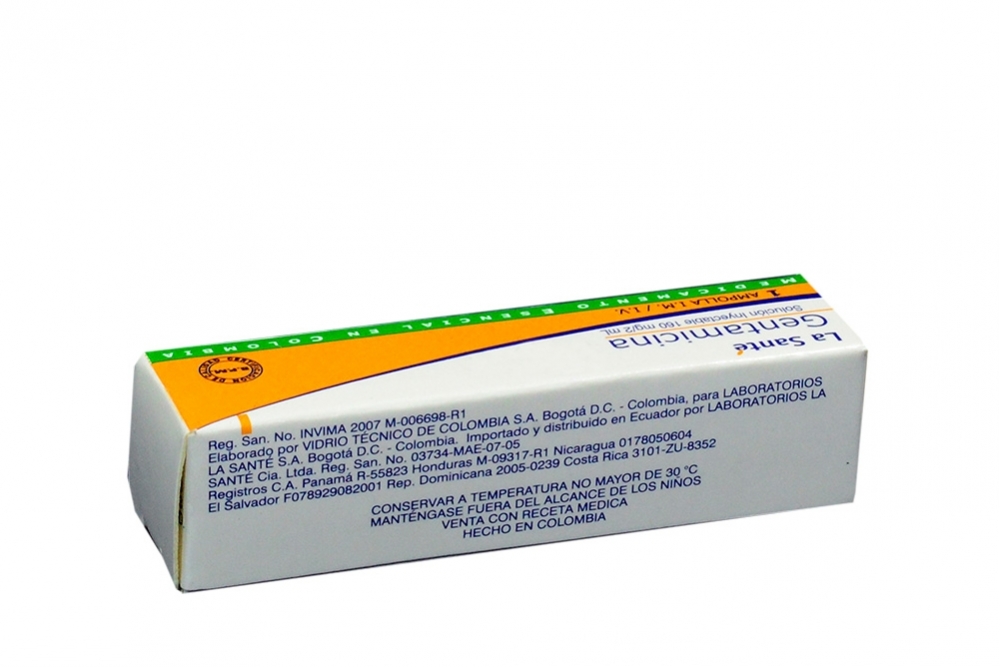 MEDICAMENTO ESENCIAL EN COLOMBIA
1 AMPOLLA I.M. / I.V.
Solución Inyectable 160 mg/2 mL
Gentamicina
La Santé
B.P.M.
Reg. San. No. INVIMA 2007 M-006698-R1
Elaborado por VIDRIO TÉCNICO DE COLOMBIA S.A. Bogotá D.C. - Colombia, para LABORATORIOS
LA SANTÉ S.A. Bogotá D.C. - Colombia. Importado y distribuido en Ecuador por LABORATORIOS LA
SANTÉ Cia. Ltda. Reg. San. No. 03734-MAE-07-05
Registros C.A. Panamá R-55823 Honduras M-09317-R1 Nicaragua 0178050604
El Salvador F078929082001 Rep. Dominicana 2005-0239 Costa Rica 3101-ZU-8352
CONSERVAR A TEMPERATURA NO MAYOR DE 30 °C
MANTÉNGASE FUERA DEL ALCANCE DE LOS NIÑOS
VENTA CON RECETA MEDICA
HECHO EN COLOMBIA